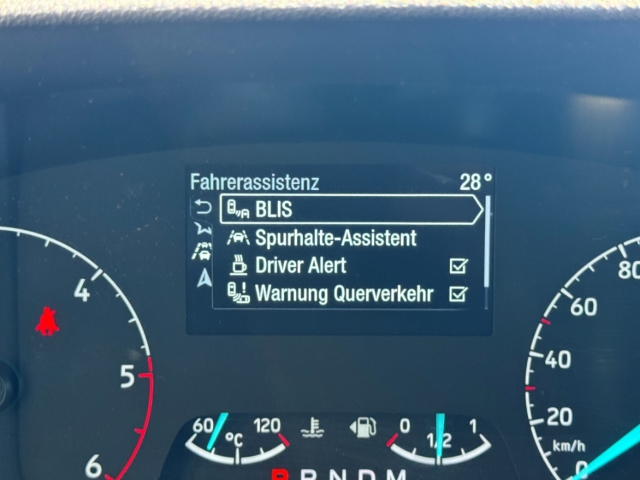 Fahrerassistenz 28°
BLIS
Spurhalte-Assistent
Driver Alert
Warnung Querverkehr
4
5
6
60 120
°C
0 1/2 1
80
60
40
20
0
km/h
P R N D M